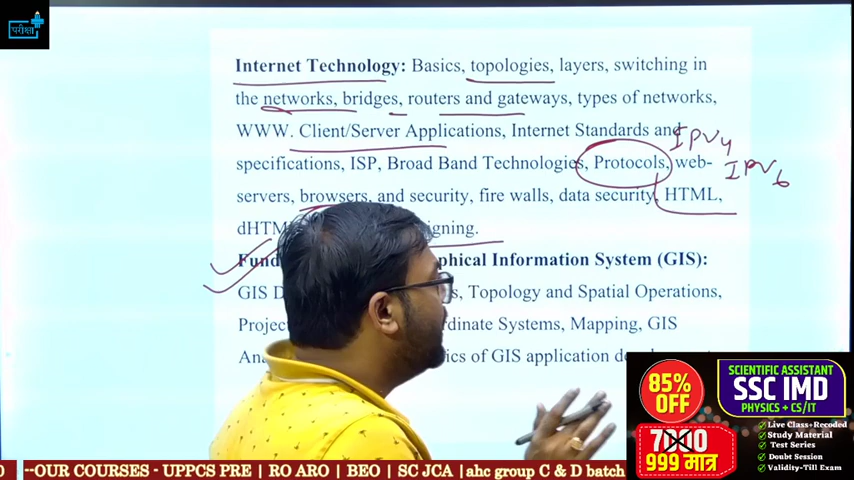 परीक्षा
Internet Technology: Basics, topologies, layers, switching in
the networks, bridges, routers and gateways, types of networks,
WWW. Client/Server Applications, Internet Standards and
IPV4
specifications, ISP, Broad Band Technologies, Protocols, web-
IPV6
servers, browsers, and security, fire walls, data security, HTML,
dHTM igning.
Fund phical Information System (GIS):
GIS D s, Topology and Spatial Operations,
Project rdinate Systems, Mapping, GIS
Ana ics of GIS application de
85%
OFF
7000
999 मात्र
SCIENTIFIC ASSISTANT
SSC IMD
PHYSICS + CS/IT
Live Class+Recoded
Study Material
Test Series
Doubt Session
Validity-Till Exam
0 --OUR COURSES - UPPCS PRE | RO ARO | BEO | SC JCA |ahc group C & D batch